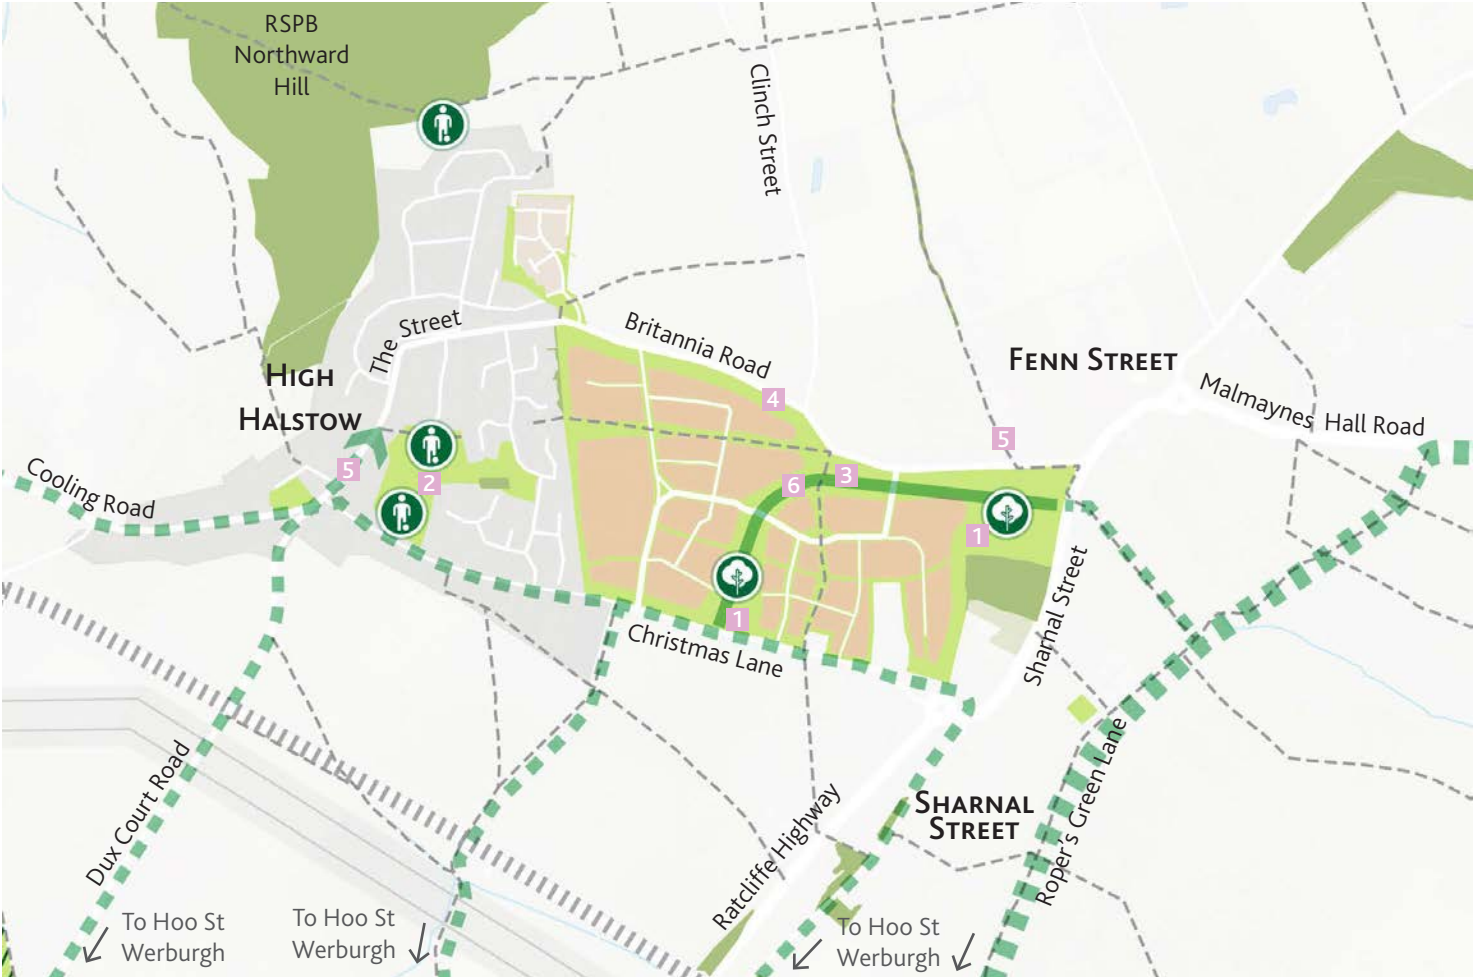 RSPB
Northward
Hill
Clinch Street
The Street
Britannia Road
HIGH
HALSTOW
FENN STREET
Malmaynes Hall Road
4
5
5
2
6
3
1
1
Cooling Road
Christmas Lane
Sharnal Street
Dux Court Road
Ratcliffe Highway
SHARNAL
STREET
Roper's Green Lane
To Hoo St
Werburgh
To Hoo St
Werburgh
To Hoo St
Werburgh